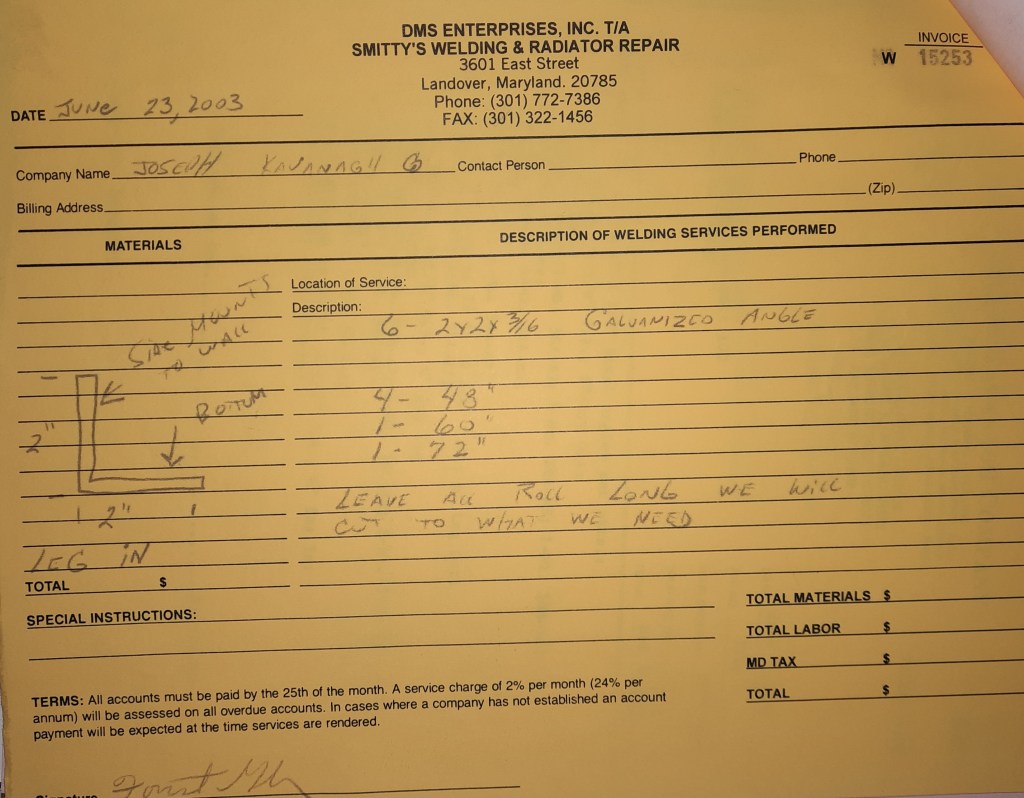 DMS ENTERPRISES, INC. T/A
SMITTY'S WELDING & RADIATOR REPAIR
3601 East Street
Landover, Maryland. 20785
Phone: (301) 772-7386
FAX: (301) 322-1456
INVOICE
W 15253
DATE JUNE 23, 2003
Company Name JOSEPH KAVANAGH CO Contact Person Phone
Billing Address (Zip)
MATERIALS
DESCRIPTION OF WELDING SERVICES PERFORMED
Location of Service:
Description:
6 - 2x2x 3/16 GALVANIZED ANGLE
4 - 48"
1 - 60"
1 - 72"
LEAVE ALL ROLL LONG WE WILL
CUT TO WHAT WE NEED
SIDE MOUNTS
TO WALL
BOTTOM
2"
2"
LEG IN
TOTAL $
SPECIAL INSTRUCTIONS:
TOTAL MATERIALS $
TOTAL LABOR $
MD TAX $
TOTAL $
TERMS: All accounts must be paid by the 25th of the month. A service charge of 2% per month (24% per
annum) will be assessed on all overdue accounts. In cases where a company has not established an account
payment will be expected at the time services are rendered.
Signature